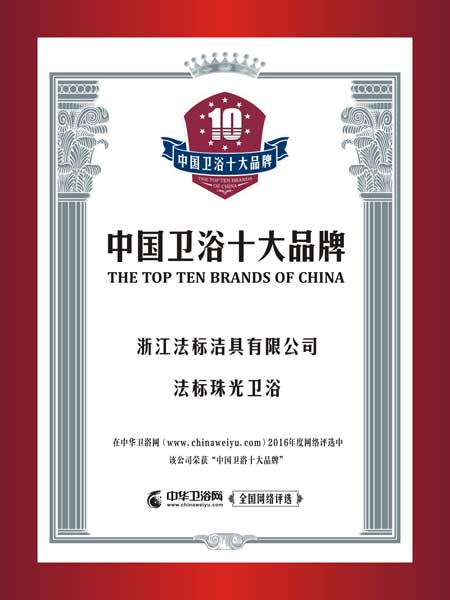 10
中国卫浴十大品牌
THE TOP TEN BRANDS
OF CHINA
中国卫浴十大品牌
THE TOP TEN BRANDS OF CHINA
浙江法标洁具有限公司
法标珠光卫浴
在中华卫浴网（www.chinaweiyu.com）2016年度网络评选中
该公司荣获“中国卫浴十大品牌”
中华卫浴网 全国网络评选
www.chinaweiyu.com